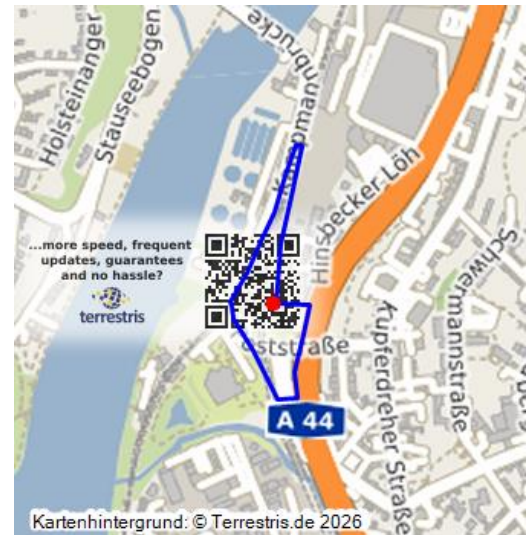 Kampmannbrücke
Holsteinanger
Stauseebogen
Hinsbecker Löh
...more speed, frequent
updates, guarantees
and no hassle?
terrestris
Schwermannstraße
Kupferdreher Straße
A 44
Kartenhintergrund: © Terrestris.de 2026